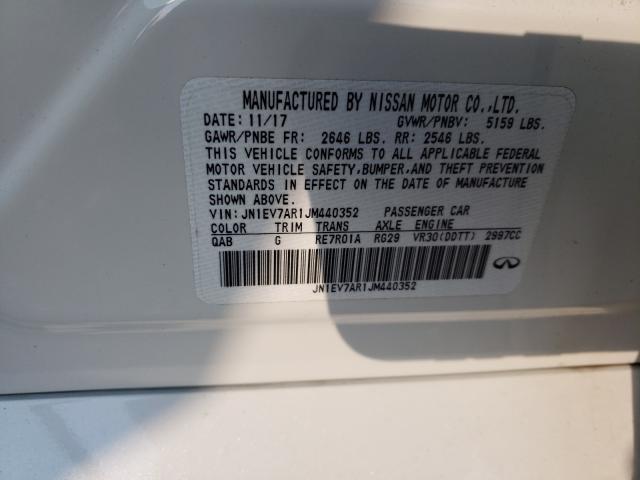 MANUFACTURED BY NISSAN MOTOR CO.,LTD.
DATE: 11/17 GVWR/PNBV: 5159 LBS.
GAWR/PNBE FR: 2646 LBS. RR: 2546 LBS.
THIS VEHICLE CONFORMS TO ALL APPLICABLE FEDERAL
MOTOR VEHICLE SAFETY,BUMPER,AND THEFT PREVENTION
STANDARDS IN EFFECT ON THE DATE OF MANUFACTURE
SHOWN ABOVE.
VIN: JN1EV7AR1JM440352 PASSENGER CAR
COLOR TRIM TRANS AXLE ENGINE
QAB G RE7R01A RG29 VR30(DDTT) 2997CC
JN1EV7AR1JM440352